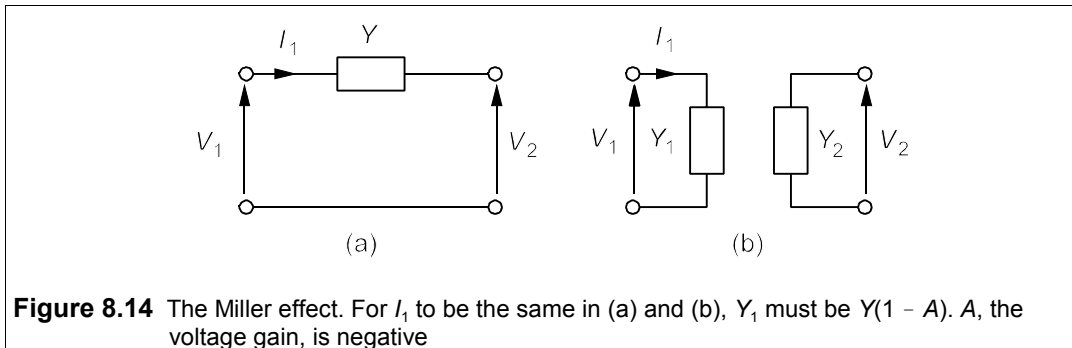 I₁ Y I₁
V₁ V₂ V₁ Y₁ Y₂ V₂
(a) (b)
Figure 8.14 The Miller effect. For I₁ to be the same in (a) and (b), Y₁ must be Y(1 − A). A, the
voltage gain, is negative